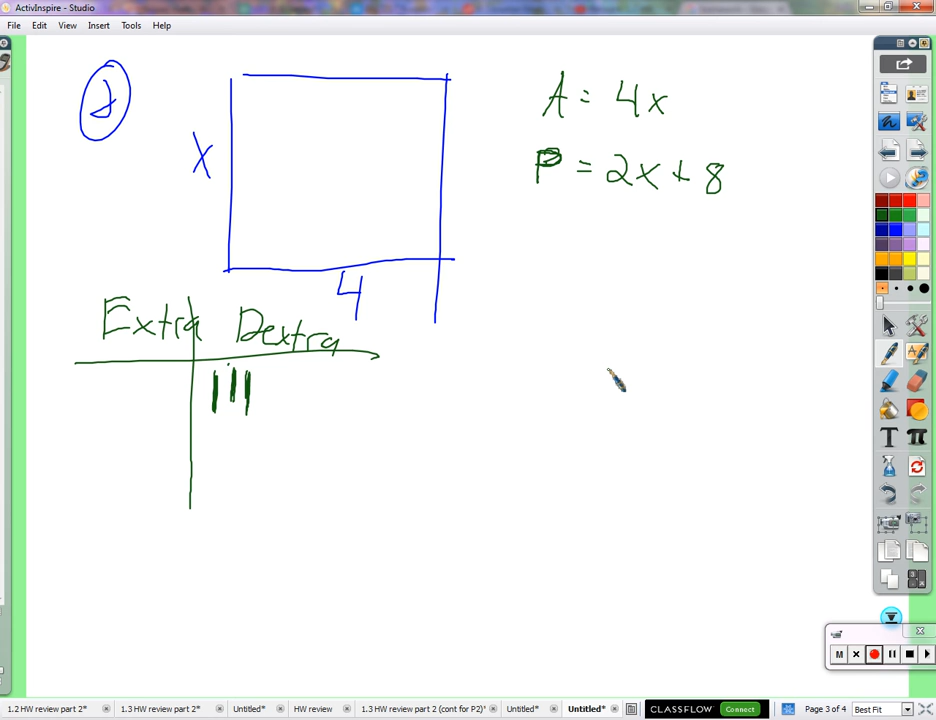 ActivInspire - Studio
File Edit View Insert Tools Help
2
X
4
A = 4x
P = 2x + 8
Extra Dextra
|||
M
1.2 HW review part 2* 1.3 HW review part 2* Untitled* HW review 1.3 HW review part 2 (cont for P2)* Untitled* Untitled* CLASSFLOW Connect Page 3 of 4 Best Fit